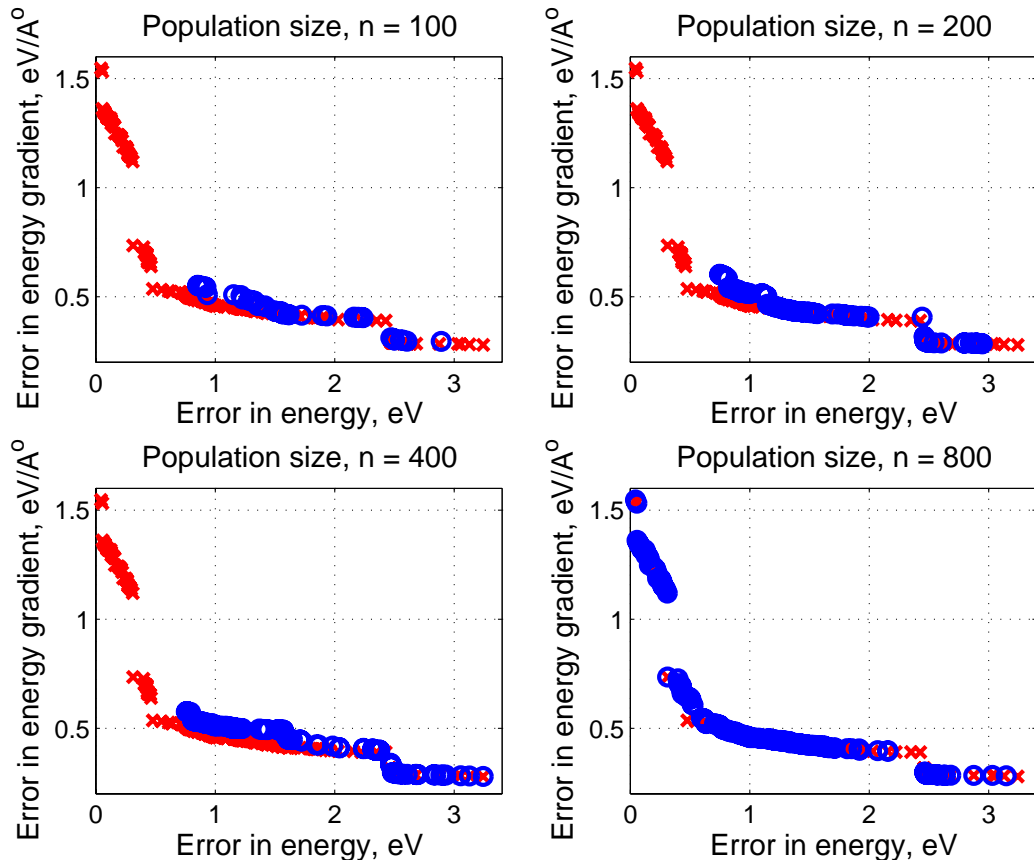 Population size, n = 100
Error in energy gradient, eV/A°
1.5
1
0.5
0 1 2 3
Error in energy, eV
Population size, n = 200
Error in energy gradient, eV/A°
1.5
1
0.5
0 1 2 3
Error in energy, eV
Population size, n = 400
Error in energy gradient, eV/A°
1.5
1
0.5
0 1 2 3
Error in energy, eV
Population size, n = 800
Error in energy gradient, eV/A°
1.5
1
0.5
0 1 2 3
Error in energy, eV